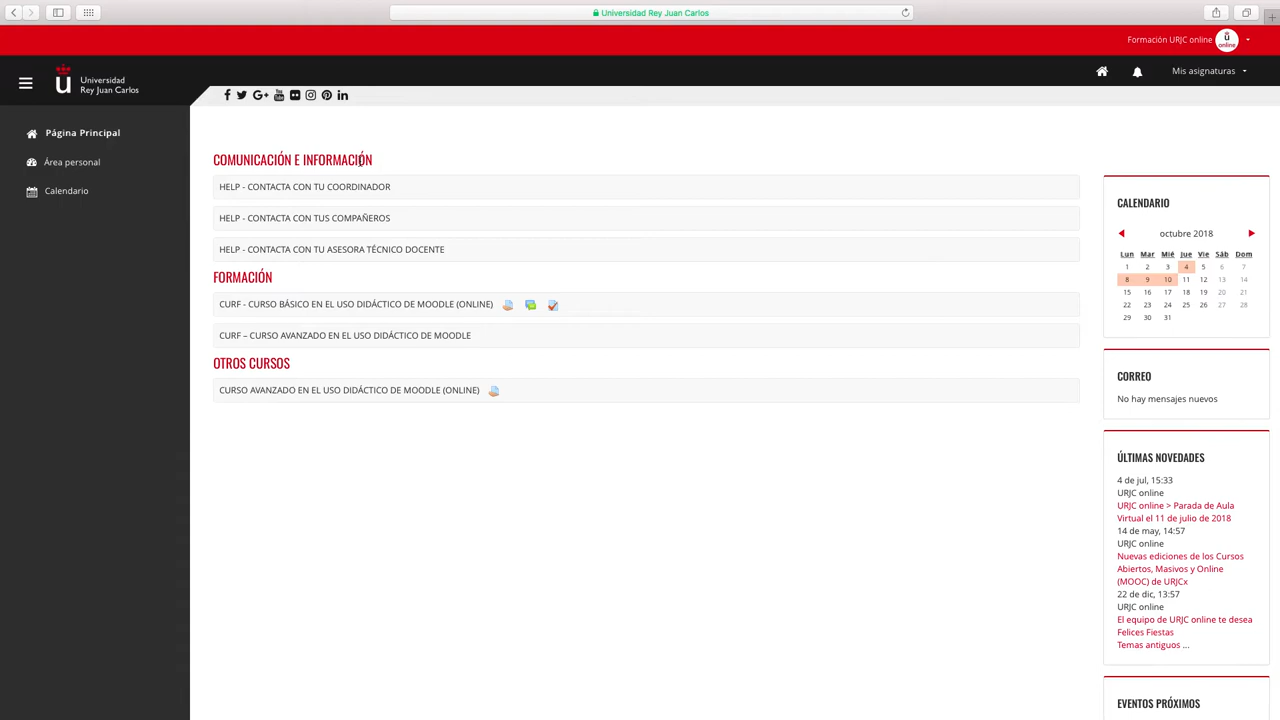 Universidad Rey Juan Carlos
Formación URJC online
ü
online
Universidad
Rey Juan Carlos
Mis asignaturas
Página Principal
Área personal
Calendario
COMUNICACIÓN E INFORMACIÓN
HELP - CONTACTA CON TU COORDINADOR
HELP - CONTACTA CON TUS COMPAÑEROS
HELP - CONTACTA CON TU ASESORA TÉCNICO DOCENTE
FORMACIÓN
CURF - CURSO BÁSICO EN EL USO DIDÁCTICO DE MOODLE (ONLINE)
CURF – CURSO AVANZADO EN EL USO DIDÁCTICO DE MOODLE
OTROS CURSOS
CURSO AVANZADO EN EL USO DIDÁCTICO DE MOODLE (ONLINE)
CALENDARIO
octubre 2018
Lun Mar Mié Jue Vie Sáb Dom
1 2 3 4 5 6 7
8 9 10 11 12 13 14
15 16 17 18 19 20 21
22 23 24 25 26 27 28
29 30 31
CORREO
No hay mensajes nuevos
ÚLTIMAS NOVEDADES
4 de jul, 15:33
URJC online
URJC online > Parada de Aula
Virtual el 11 de julio de 2018
14 de may, 14:57
URJC online
Nuevas ediciones de los Cursos
Abiertos, Masivos y Online
(MOOC) de URJCx
22 de dic, 13:57
URJC online
El equipo de URJC online te desea
Felices Fiestas
Temas antiguos ...
EVENTOS PRÓXIMOS